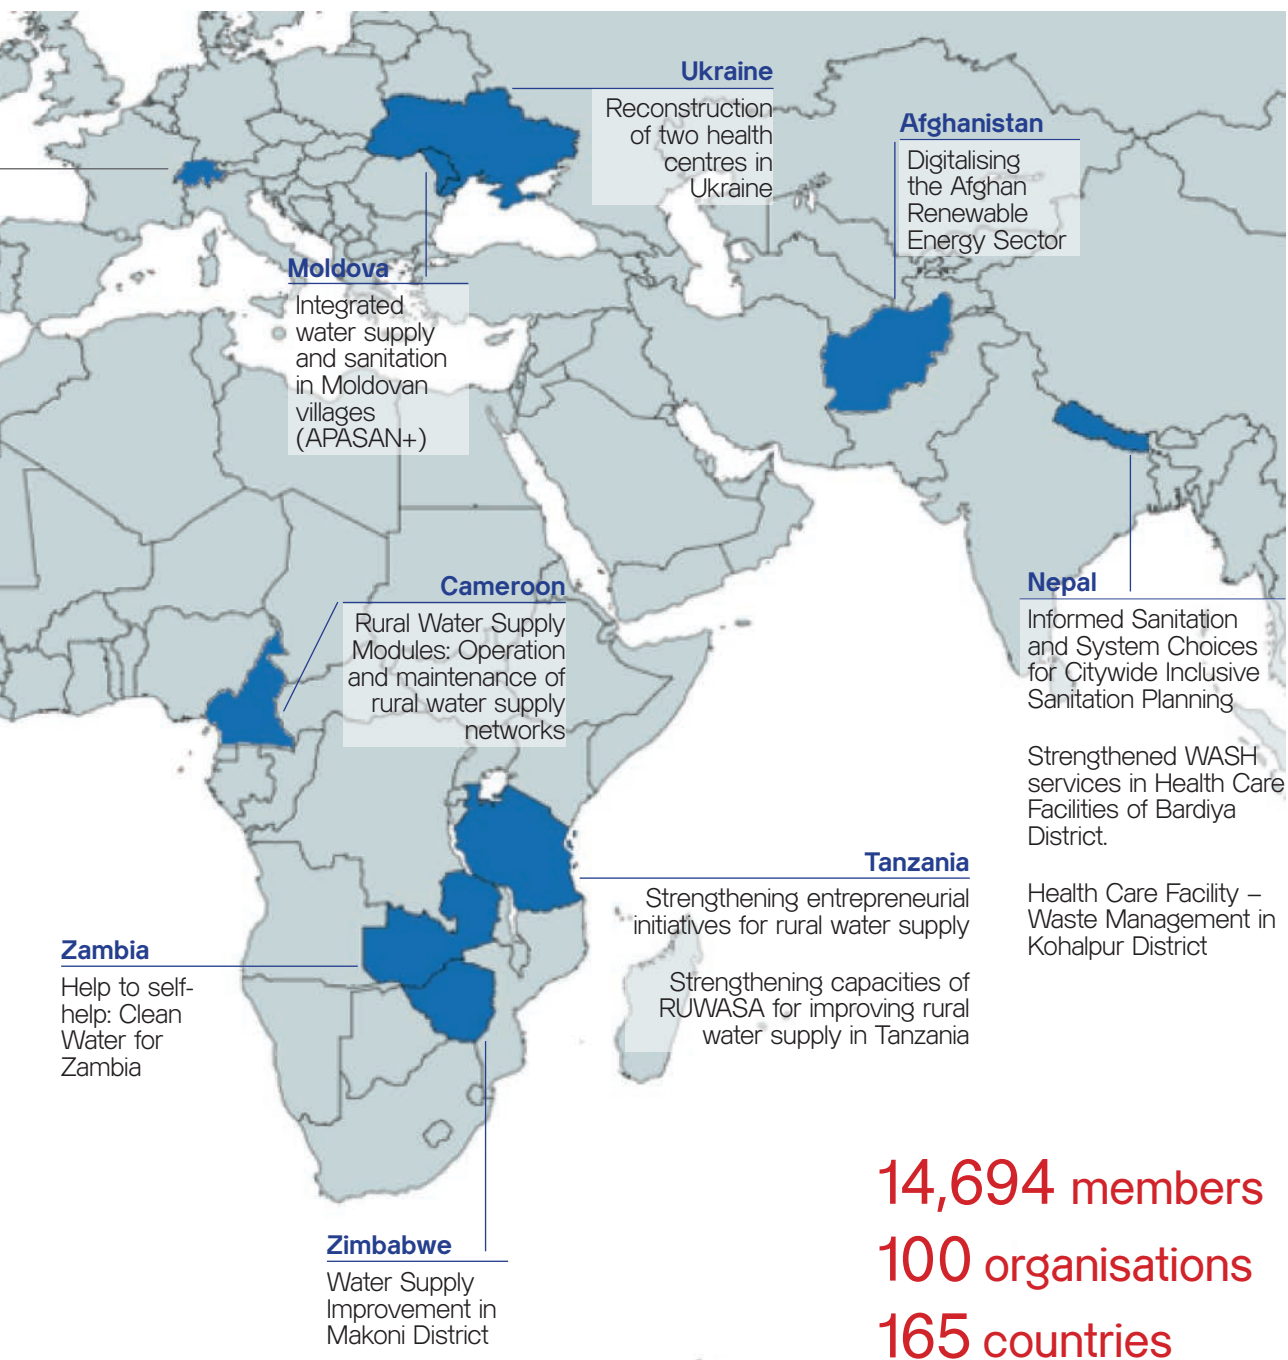 Ukraine
Reconstruction
of two health
centres in
Ukraine
Afghanistan
Digitalising
the Afghan
Renewable
Energy Sector
Moldova
Integrated
water supply
and sanitation
in Moldovan
villages
(APASAN+)
Cameroon
Rural Water Supply
Modules: Operation
and maintenance of
rural water supply
networks
Nepal
Informed Sanitation
and System Choices
for Citywide Inclusive
Sanitation Planning
Strengthened WASH
services in Health Care
Facilities of Bardiya
District.
Health Care Facility –
Waste Management in
Kohalpur District
Tanzania
Strengthening entrepreneurial
initiatives for rural water supply
Strengthening capacities of
RUWASA for improving rural
water supply in Tanzania
Zambia
Help to self-
help: Clean
Water for
Zambia
Zimbabwe
Water Supply
Improvement in
Makoni District
14,694 members
100 organisations
165 countries